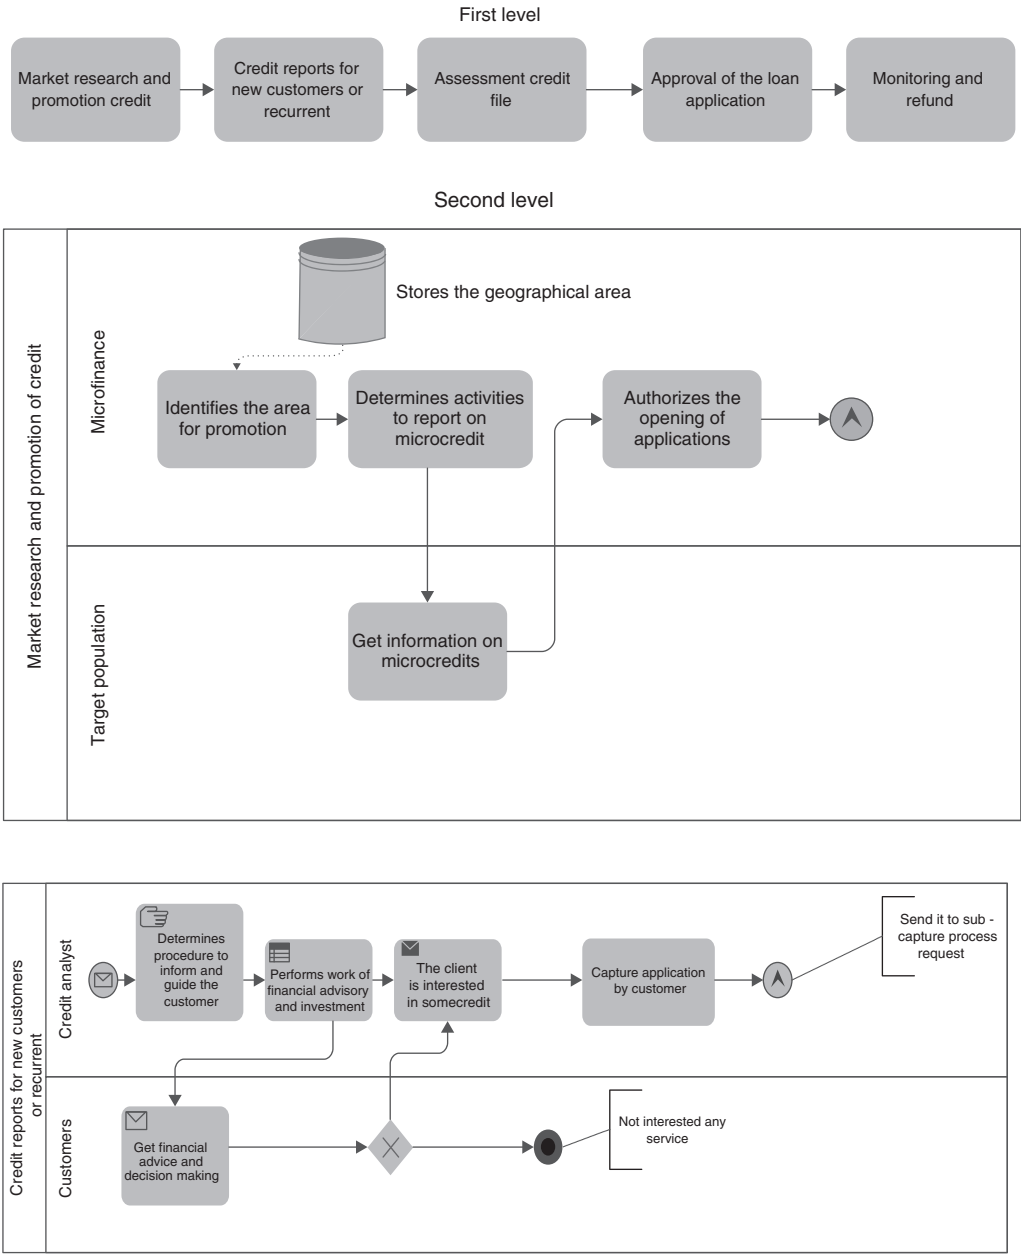 First level
Market research and
promotion credit
Credit reports for
new customers or
recurrent
Assessment credit
file
Approval of the loan
application
Monitoring and
refund
Second level
Market research and promotion of credit
Microfinance
Stores the geographical area
Identifies the area
for promotion
Determines activities
to report on
microcredit
Authorizes the
opening of
applications
Target population
Get information on
microcredits
Credit reports for new customers
or recurrent
Credit analyst
Determines
procedure to
inform and
guide the
customer
Performs work of
financial advisory
and investment
The client
is interested
in somecredit
Capture application
by customer
Send it to sub -
capture process
request
Customers
Get financial
advice and
decision making
Not interested any
service